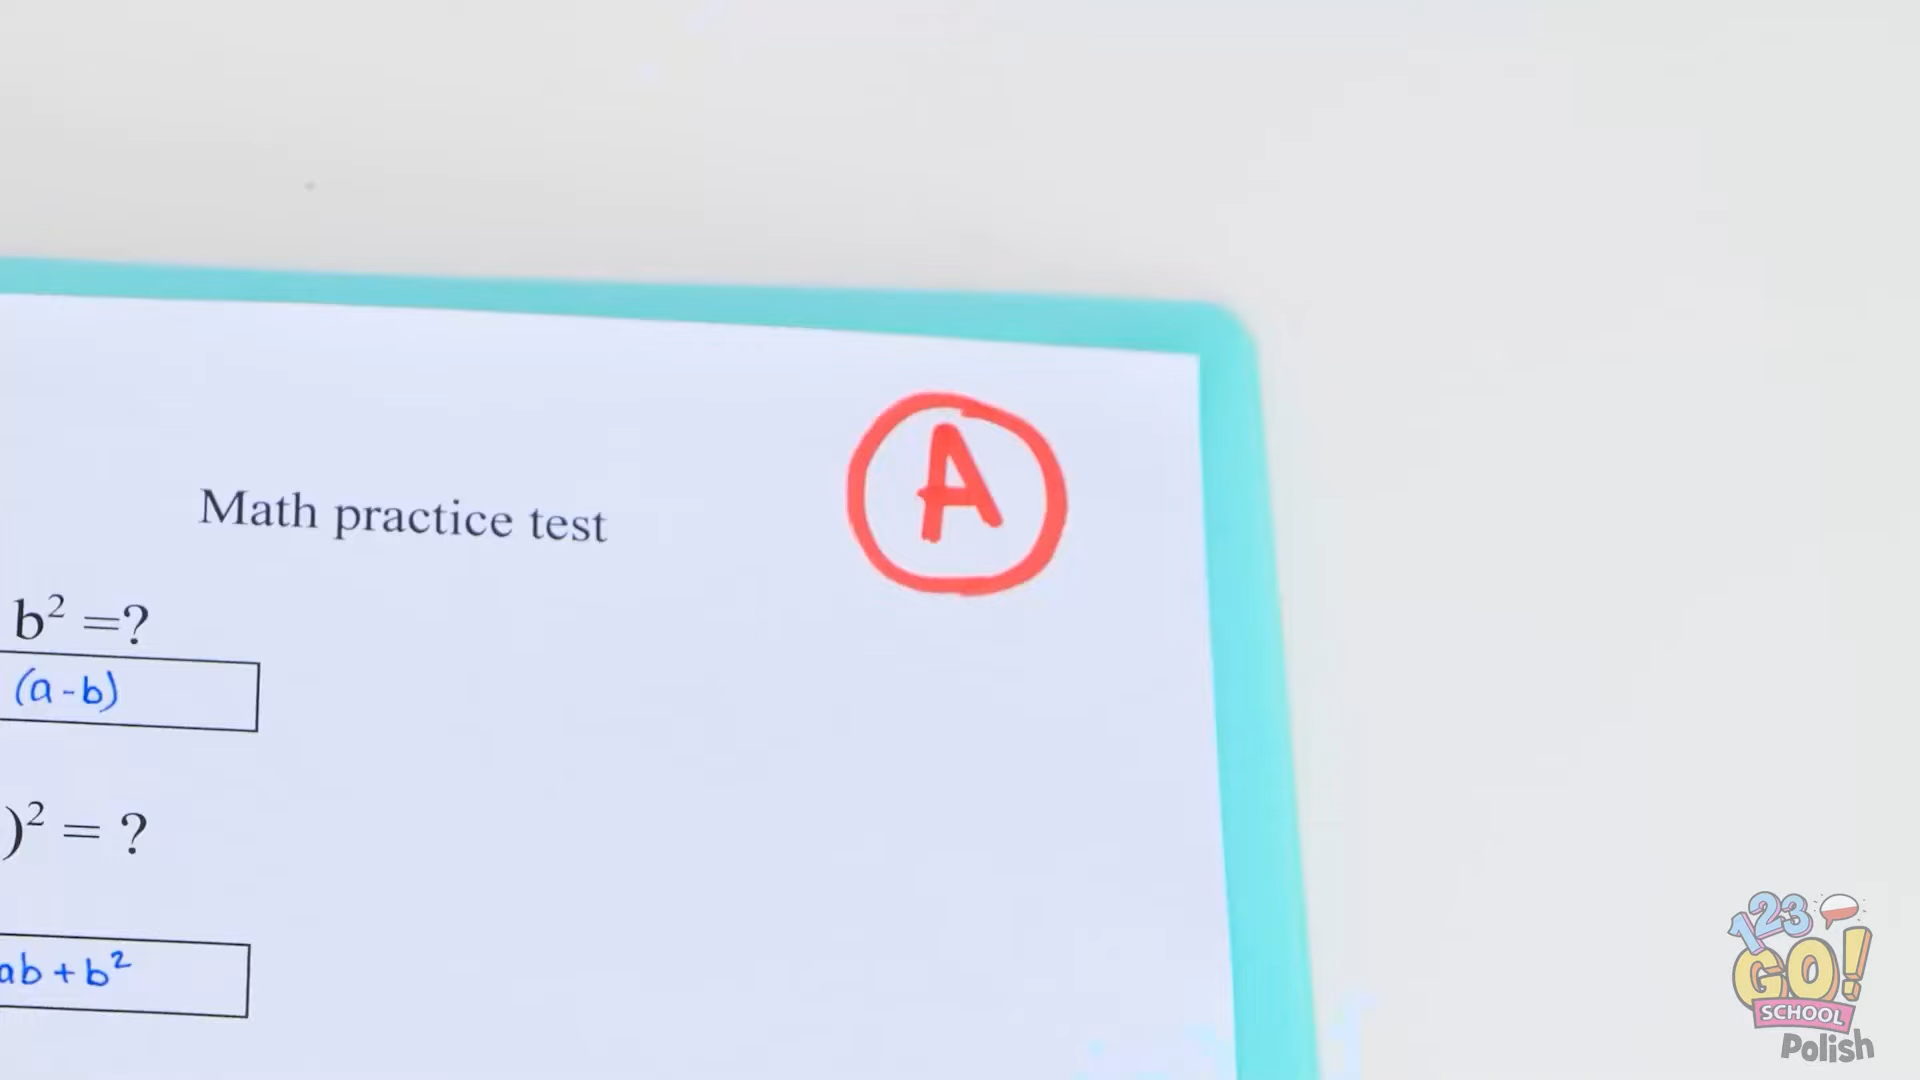 A
Math practice test
b² =?
(a-b)
)² = ?
ab + b²
123
GO!
SCHOOL
Polish